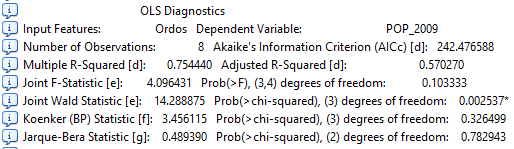 OLS Diagnostics
Input Features: Ordos Dependent Variable: POP_2009
Number of Observations: 8 Akaike's Information Criterion (AICc) [d]: 242.476588
Multiple R-Squared [d]: 0.754440 Adjusted R-Squared [d]: 0.570270
Joint F-Statistic [e]: 4.096431 Prob(>F), (3,4) degrees of freedom: 0.103333
Joint Wald Statistic [e]: 14.288875 Prob(>chi-squared), (3) degrees of freedom: 0.002537*
Koenker (BP) Statistic [f]: 3.456115 Prob(>chi-squared), (3) degrees of freedom: 0.326499
Jarque-Bera Statistic [g]: 0.489390 Prob(>chi-squared), (2) degrees of freedom: 0.782943